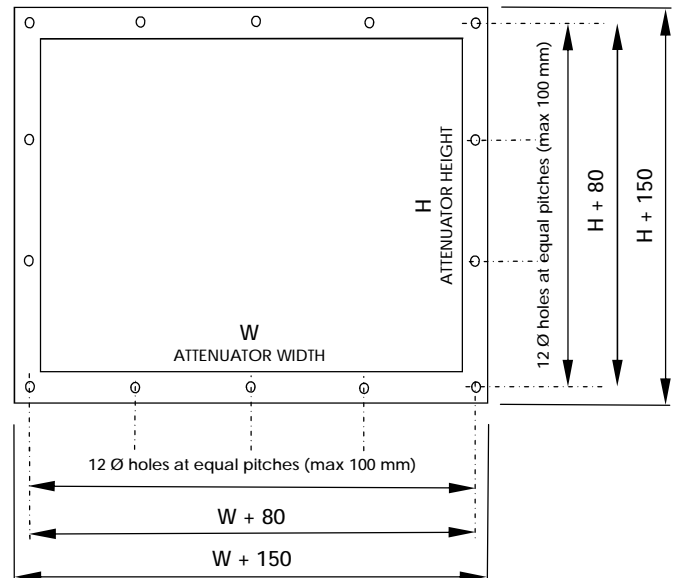 H
ATTENUATOR HEIGHT
12 Ø holes at equal pitches (max 100 mm)
H + 80
H + 150
W
ATTENUATOR WIDTH
12 Ø holes at equal pitches (max 100 mm)
W + 80
W + 150